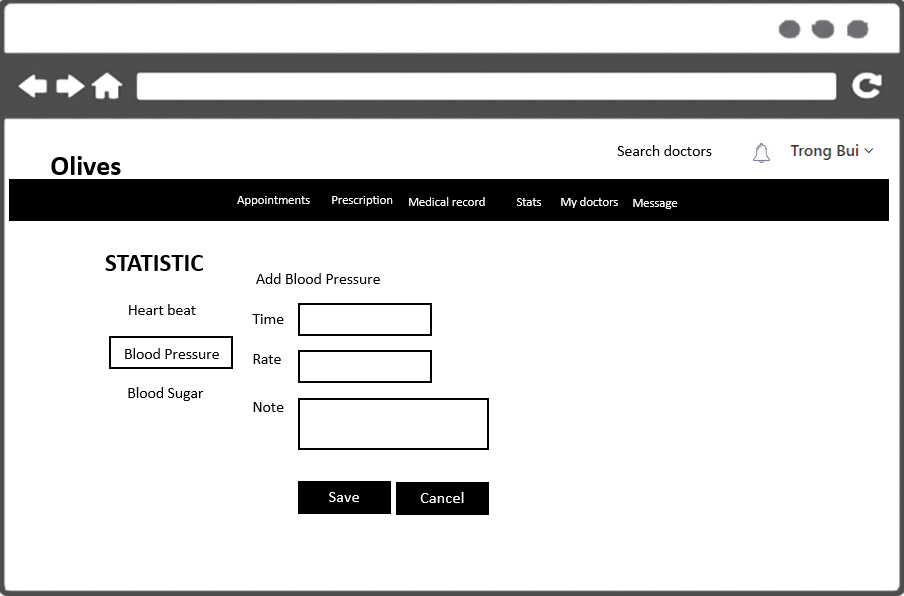 Olives
Search doctors
Trong Bui
Appointments Prescription Medical record Stats My doctors Message
STATISTIC
Heart beat
Blood Pressure
Blood Sugar
Add Blood Pressure
Time
Rate
Note
Save Cancel